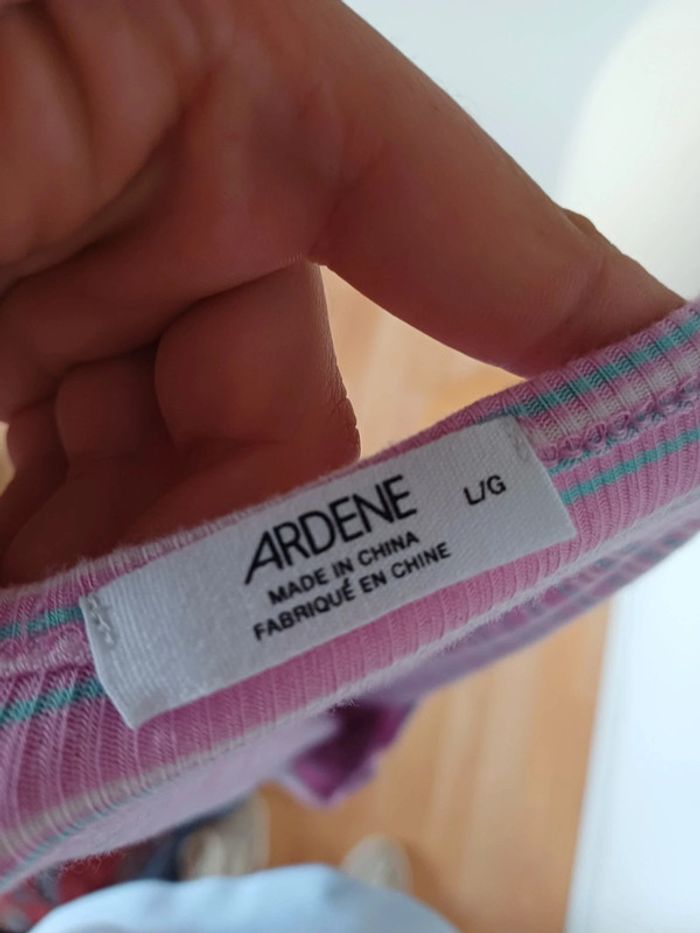 ARDENE L/G
MADE IN CHINA
FABRIQUÉ EN CHINE